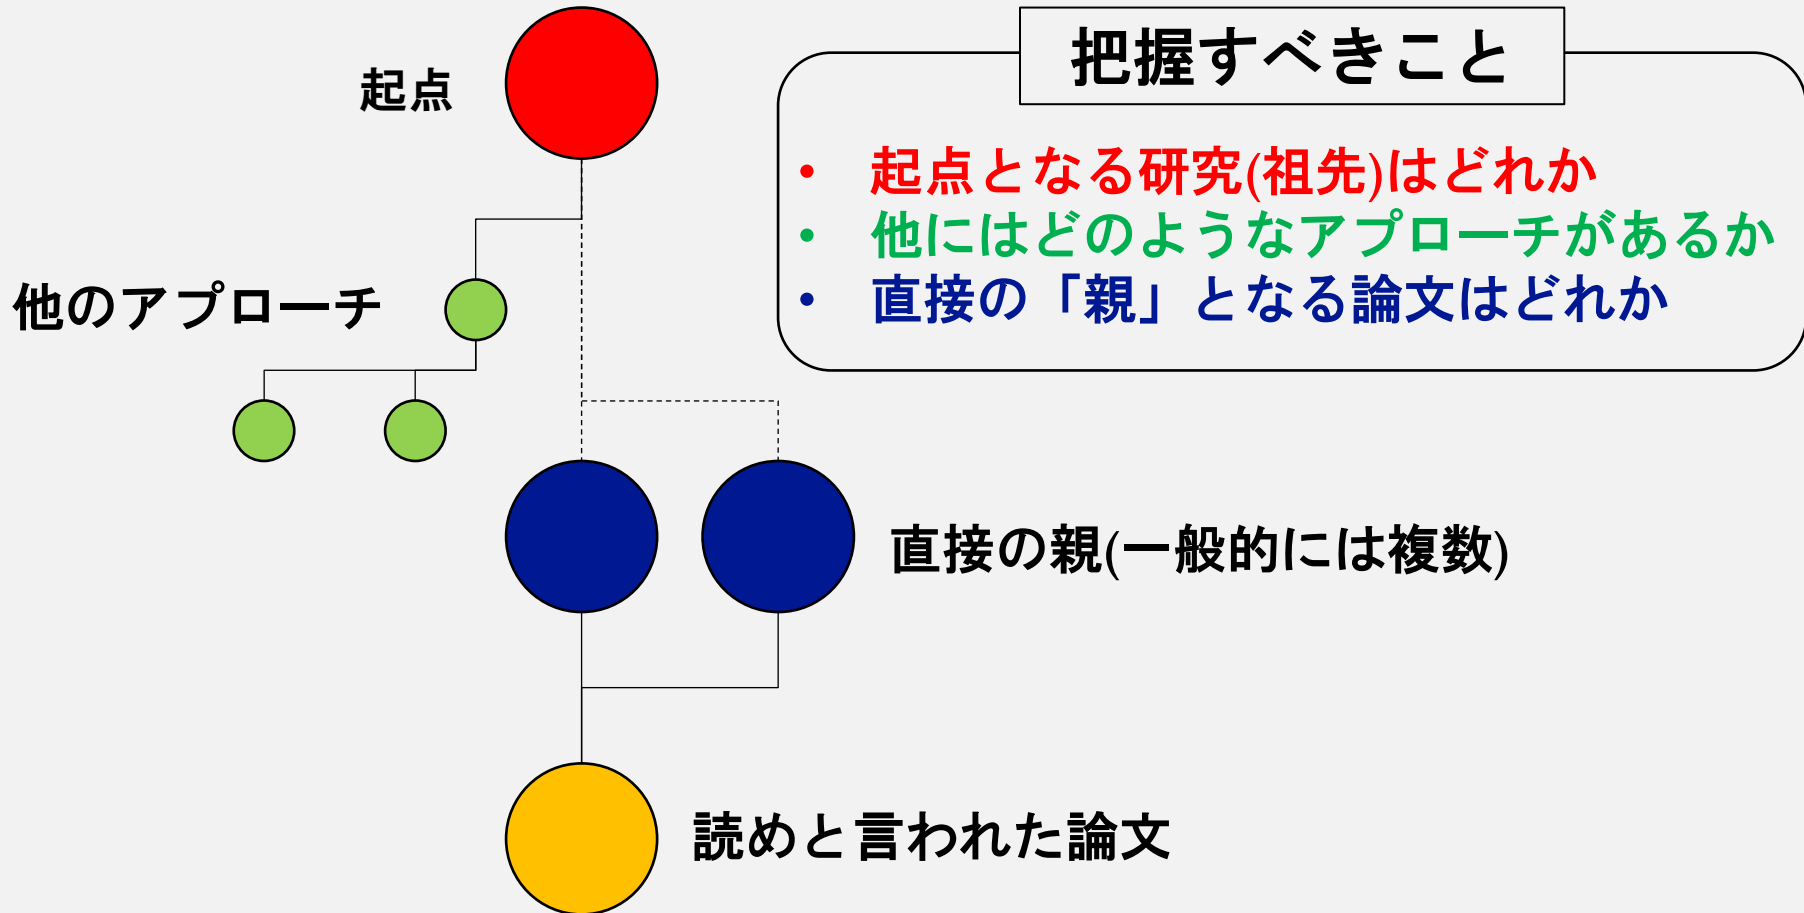 起点
把握すべきこと
• 起点となる研究(祖先)はどれか
• 他にはどのようなアプローチがあるか
• 直接の「親」となる論文はどれか
他のアプローチ
直接の親(一般的には複数)
読めと言われた論文